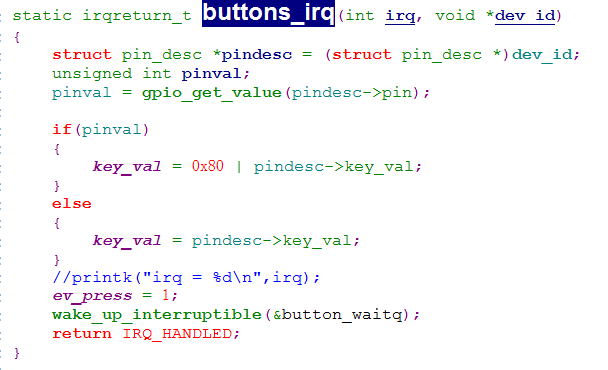 static irqreturn_t buttons_irq(int irq, void *dev_id)
{
    struct pin_desc *pindesc = (struct pin_desc *)dev_id;
    unsigned int pinval;
    pinval = gpio_get_value(pindesc->pin);

    if(pinval)
    {
        key_val = 0x80 | pindesc->key_val;
    }
    else
    {
        key_val = pindesc->key_val;
    }
    //printk("irq = %d\n",irq);
    ev_press = 1;
    wake_up_interruptible(&button_waitq);
    return IRQ_HANDLED;
}